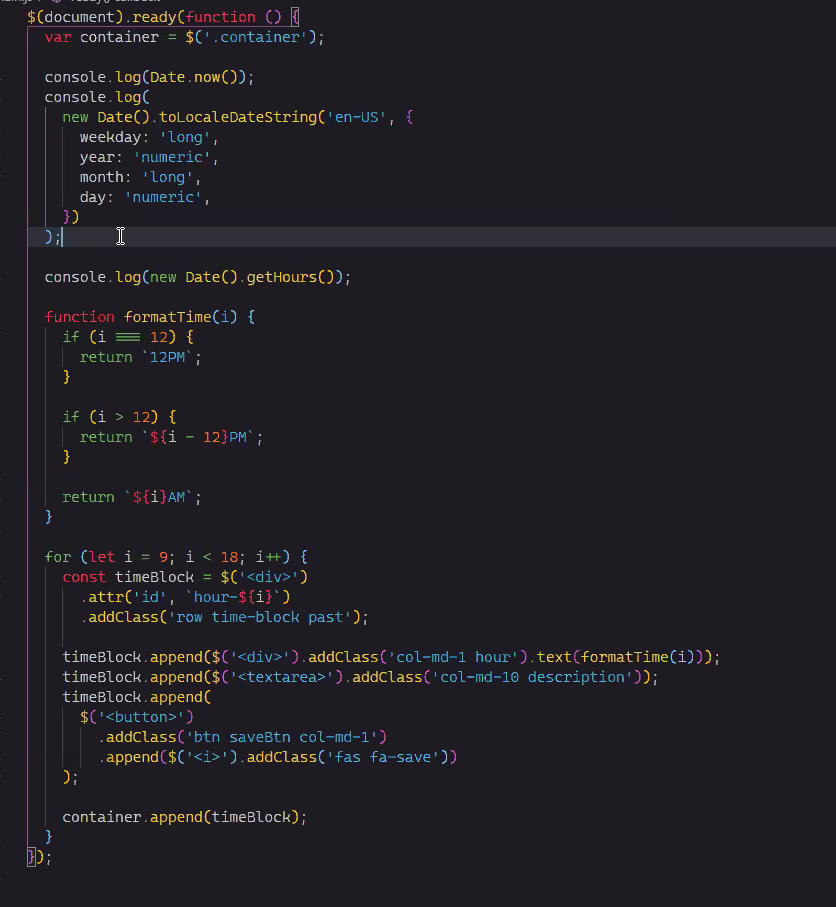 $(document).ready(function () {
  var container = $('.container');

  console.log(Date.now());
  console.log(
    new Date().toLocaleDateString('en-US', {
      weekday: 'long',
      year: 'numeric',
      month: 'long',
      day: 'numeric',
    })
  );

  console.log(new Date().getHours());

  function formatTime(i) {
    if (i === 12) {
      return `12PM`;
    }

    if (i > 12) {
      return `${i - 12}PM`;
    }

    return `${i}AM`;
  }

  for (let i = 9; i < 18; i++) {
    const timeBlock = $('<div>')
      .attr('id', `hour-${i}`)
      .addClass('row time-block past');

    timeBlock.append($('<div>').addClass('col-md-1 hour').text(formatTime(i)));
    timeBlock.append($('<textarea>').addClass('col-md-10 description'));
    timeBlock.append(
      $('<button>')
        .addClass('btn saveBtn col-md-1')
        .append($('<i>').addClass('fas fa-save'))
    );

    container.append(timeBlock);
  }
});